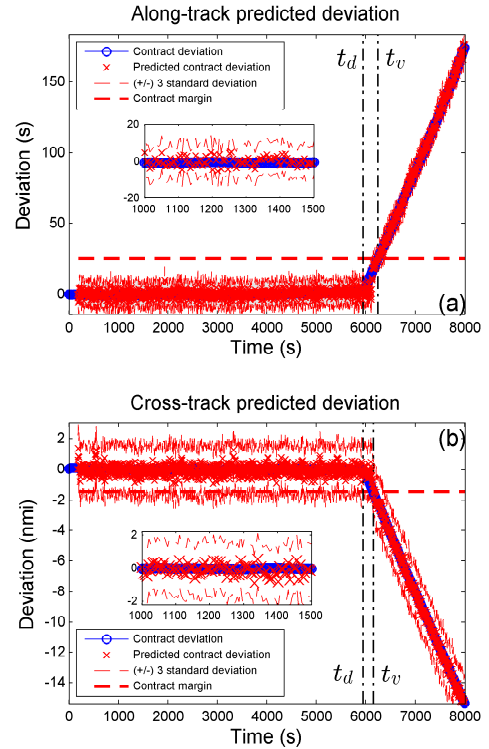 Along-track predicted deviation
Contract deviation
Predicted contract deviation
(+/-) 3 standard deviation
Contract margin
t_d t_v
150
100
50
0
Deviation (s)
20
0
-20
1000 1100 1200 1300 1400 1500
(a)
0 1000 2000 3000 4000 5000 6000 7000 8000
Time (s)
Cross-track predicted deviation
(b)
2
0
-2
-4
-6
-8
-10
-12
-14
Deviation (nmi)
2
0
-2
1000 1100 1200 1300 1400 1500
Contract deviation
Predicted contract deviation
(+/-) 3 standard deviation
Contract margin
t_d t_v
0 1000 2000 3000 4000 5000 6000 7000 8000
Time (s)